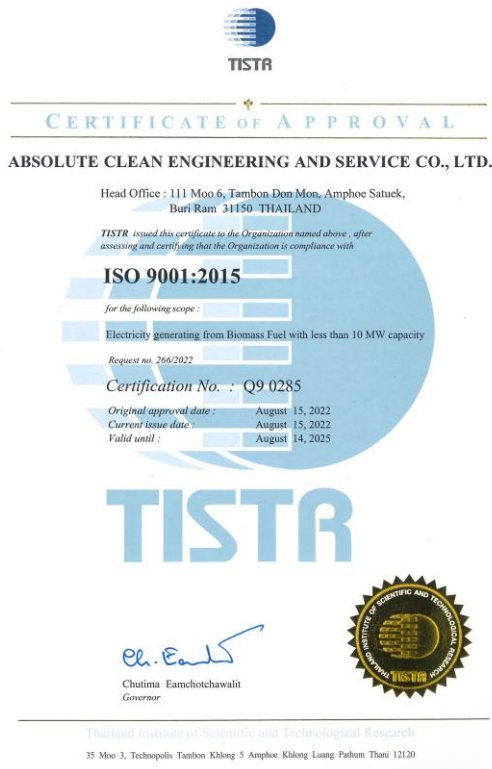 TISTR
CERTIFICATE OF APPROVAL
ABSOLUTE CLEAN ENGINEERING AND SERVICE CO., LTD.
Head Office : 111 Moo 6, Tambon Don Mon, Amphoe Satuek,
Buri Ram 31150 THAILAND
TISTR issued this certificate to the Organization named above , after
assessing and certifying that the Organization is compliance with
ISO 9001:2015
for the following scope :
Electricity generating from Biomass Fuel with less than 10 MW capacity
Request no. 266/2022
Certification No. : Q9 0285
Original approval date : August 15, 2022
Current issue date : August 15, 2022
Valid until : August 14, 2025
TISTR
Ch. Eam
THAILAND INSTITUTE OF SCIENTIFIC AND TECHNOLOGICAL RESEARCH
TISTR
Chutima Eamchotchawalit
Governor
Thailand Institute of Scientific and Technological Research
35 Moo 3, Technopolis Tambon Khlong 5 Amphoe Khlong Luang Pathum Thani 12120